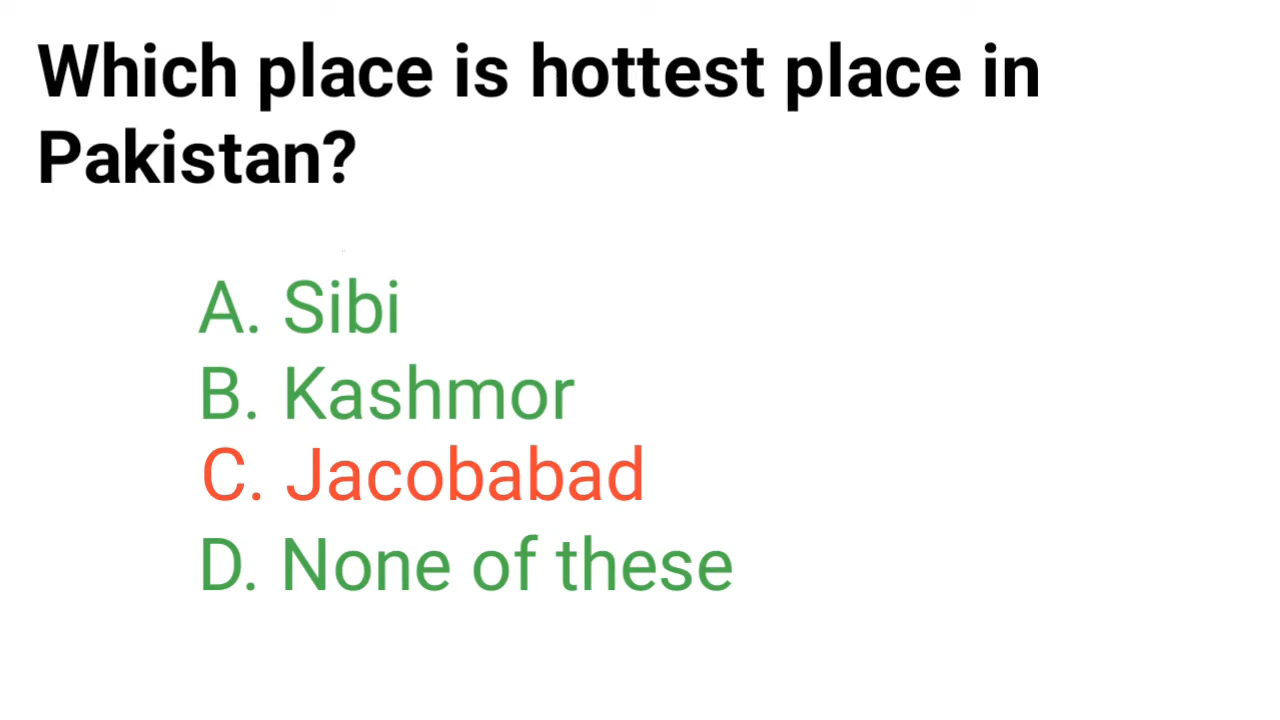 Which place is hottest place in
Pakistan?
A. Sibi
B. Kashmor
C. Jacobabad
D. None of these